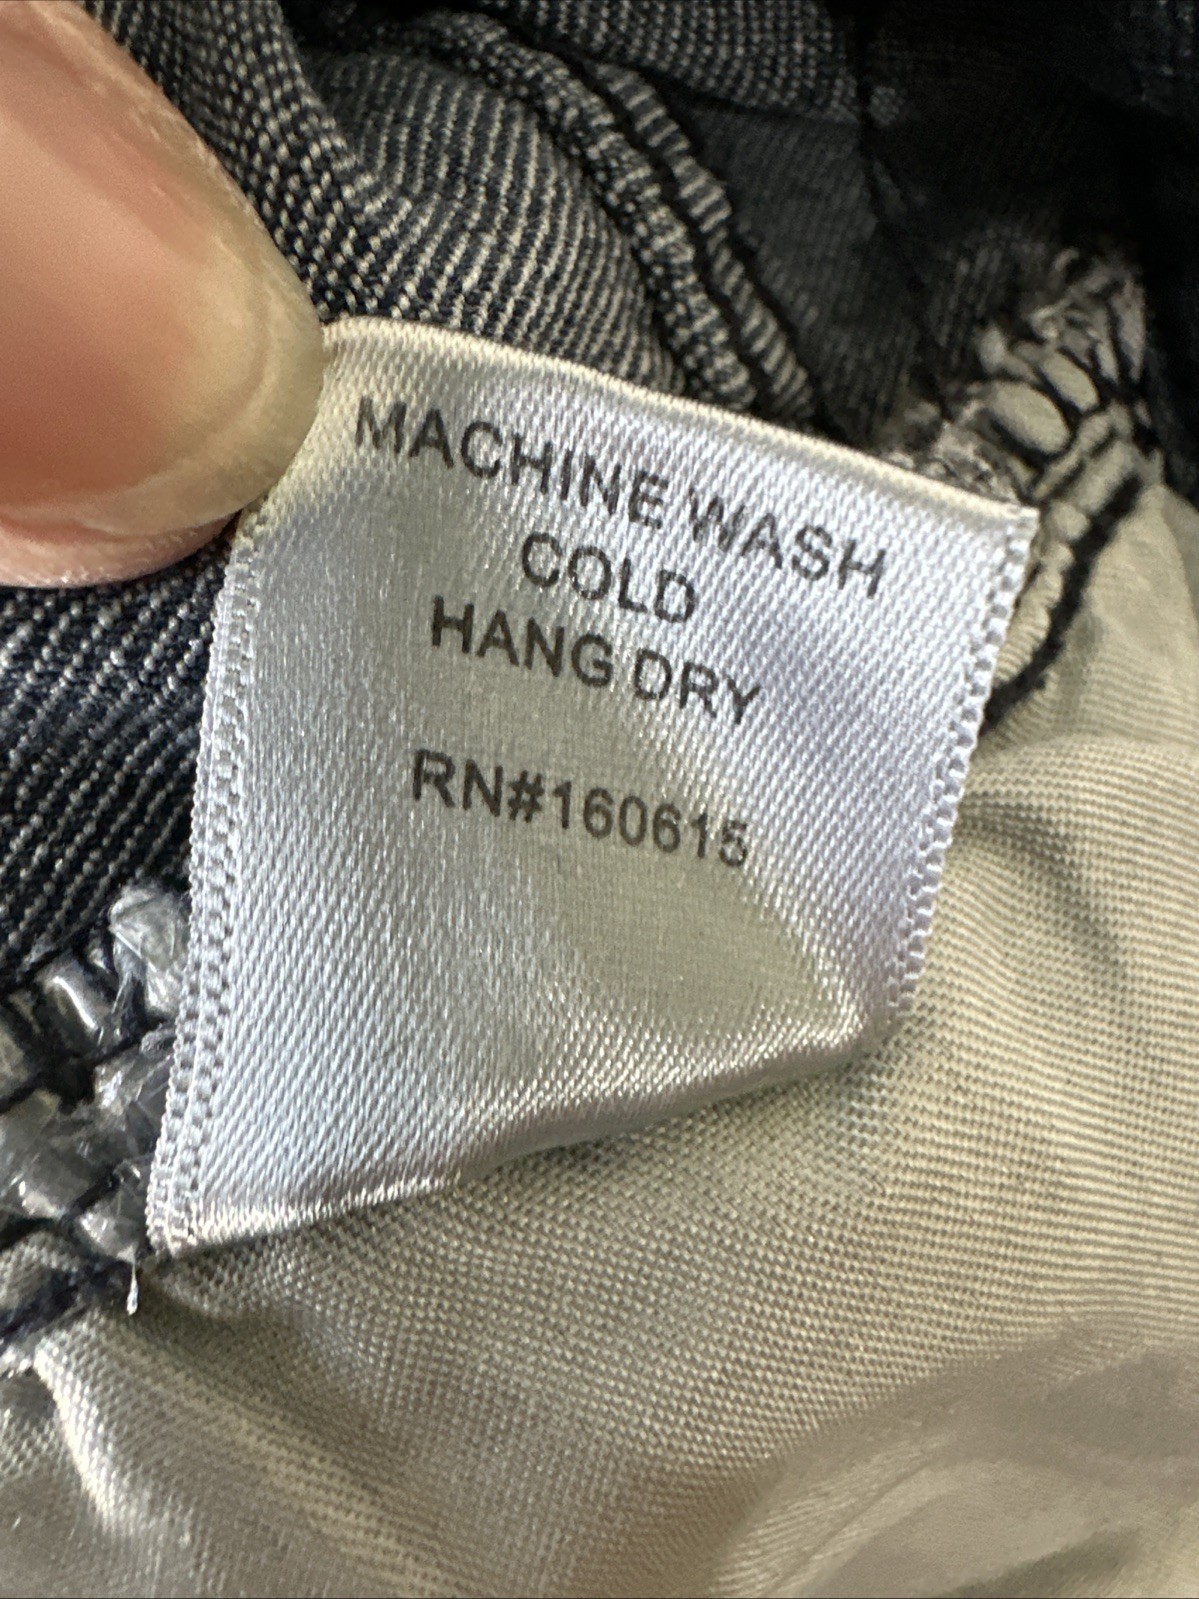 MACHINE WASH
COLD
HANG DRY
RN#160615